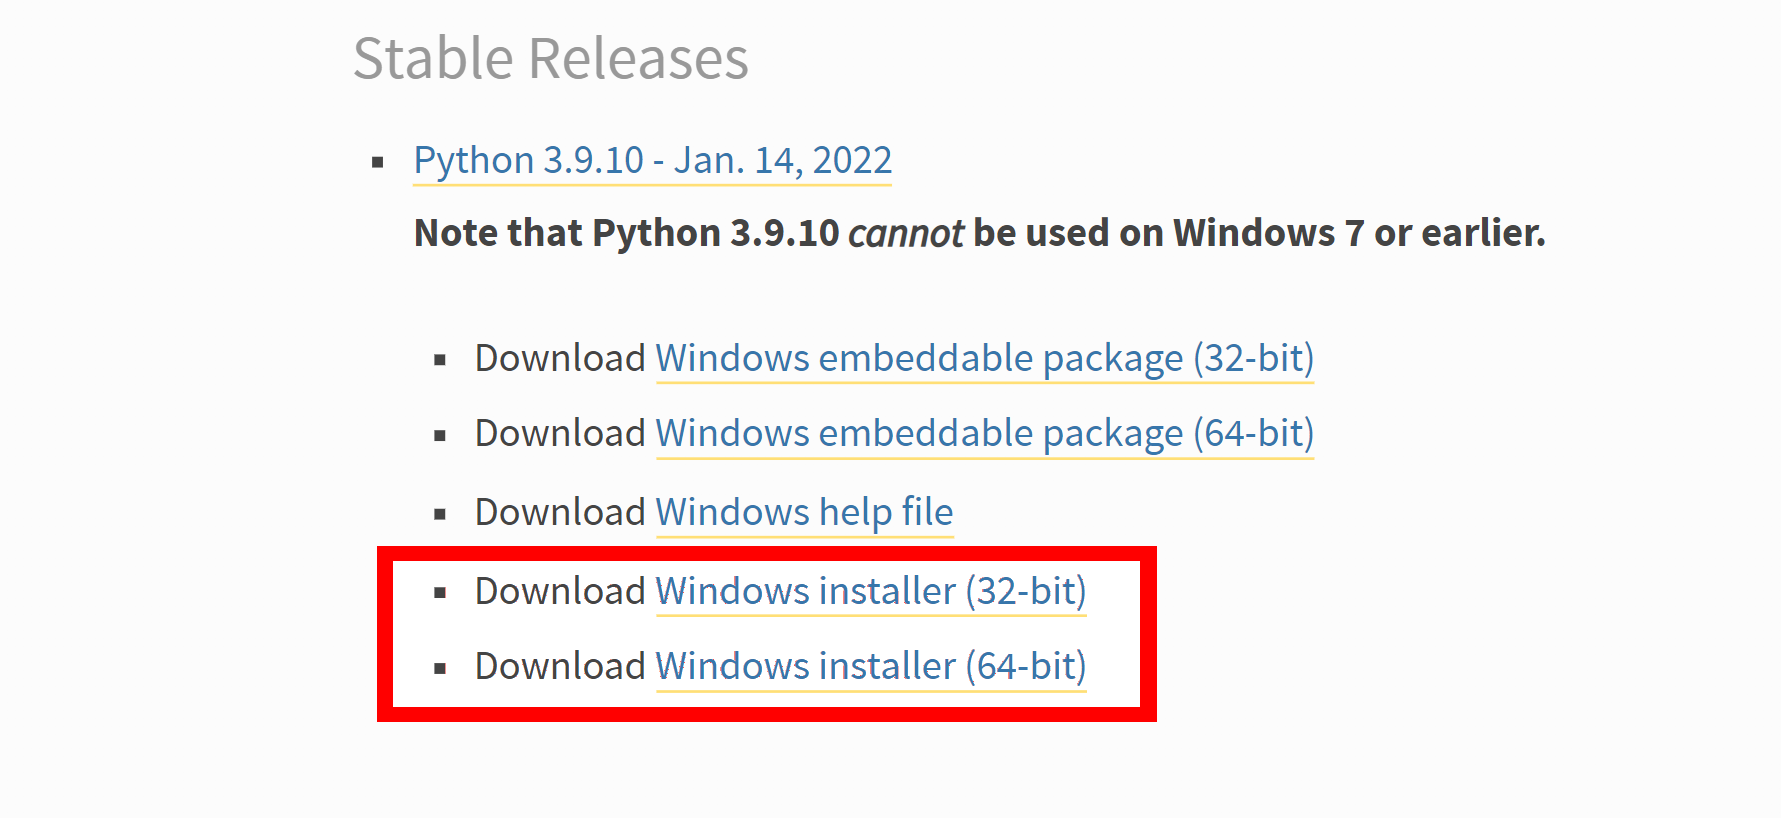 Stable Releases
Python 3.9.10 - Jan. 14, 2022
Note that Python 3.9.10 cannot be used on Windows 7 or earlier.
Download Windows embeddable package (32-bit)
Download Windows embeddable package (64-bit)
Download Windows help file
Download Windows installer (32-bit)
Download Windows installer (64-bit)